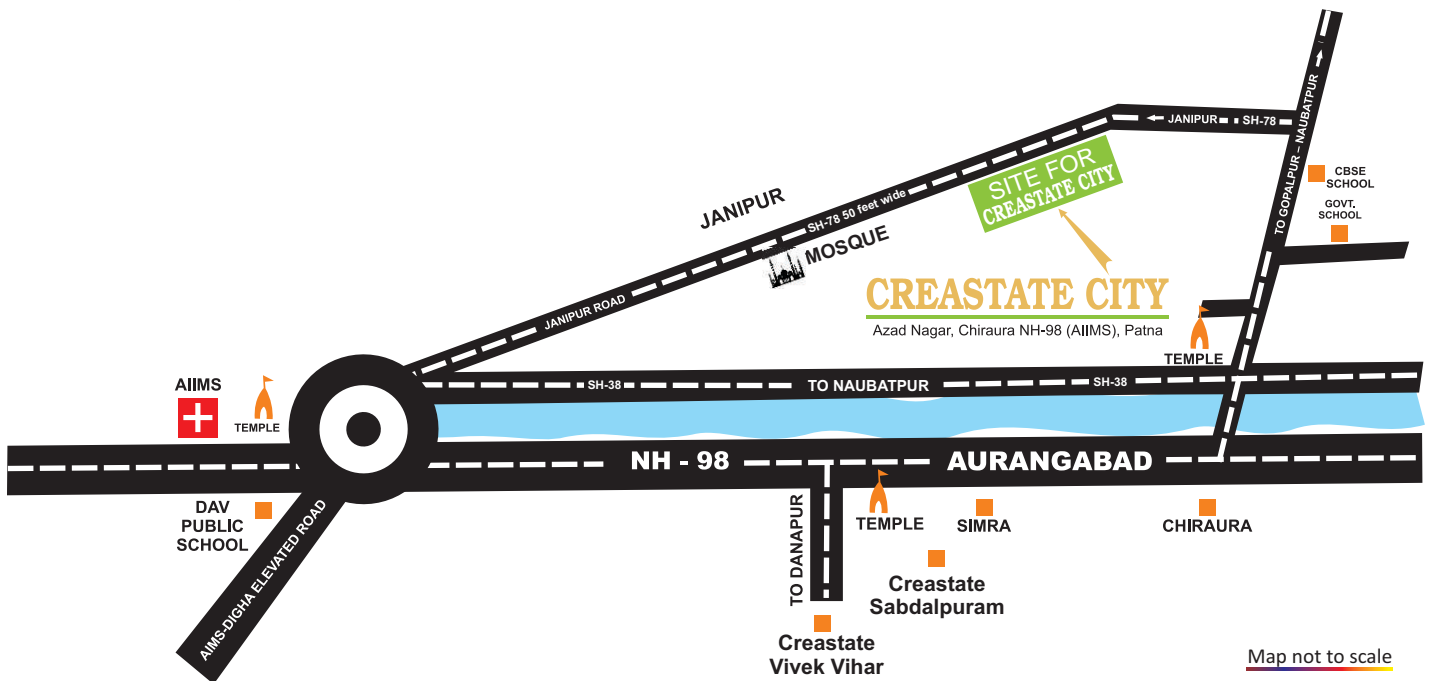 TO GOPALPUR – NAUBATPUR
JANIPUR
SH-78
CBSE
SCHOOL
GOVT.
SCHOOL
SITE FOR
CREASTATE CITY
JANIPUR
SH-78 50 feet wide
MOSQUE
CREASTATE CITY
Azad Nagar, Chiraura NH-98 (AIIMS), Patna
JANIPUR ROAD
TEMPLE
AIIMS
TEMPLE
SH-38
TO NAUBATPUR
SH-38
NH - 98
AURANGABAD
DAV
PUBLIC
SCHOOL
AIMS-DIGHA ELEVATED ROAD
TO DANAPUR
TEMPLE
SIMRA
CHIRAURA
Creastate
Sabdalpuram
Creastate
Vivek Vihar
Map not to scale